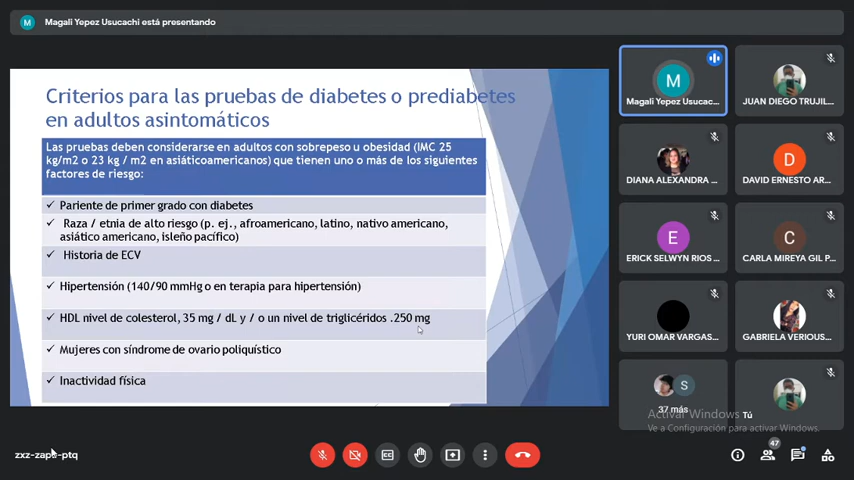 Magali Yepez Usucachi está presentando
Criterios para las pruebas de diabetes o prediabetes
en adultos asintomáticos
Las pruebas deben considerarse en adultos con sobrepeso u obesidad (IMC 25
kg/m2 o 23 kg / m2 en asiáticoamericanos) que tienen uno o más de los siguientes
factores de riesgo:
✓ Pariente de primer grado con diabetes
✓ Raza / etnia de alto riesgo (p. ej., afroamericano, latino, nativo americano,
asiático americano, isleño pacífico)
✓ Historia de ECV
✓ Hipertensión (140/90 mmHg o en terapia para hipertensión)
✓ HDL nivel de colesterol, 35 mg / dL y / o un nivel de triglicéridos .250 mg
✓ Mujeres con síndrome de ovario poliquístico
✓ Inactividad física
M
Magali Yepez Usucac...
JUAN DIEGO TRUJIL...
DIANA ALEXANDRA ...
D
DAVID ERNESTO AR...
E
ERICK SELWYN RIOS ...
C
CARLA MIREYA GIL P...
YURI OMAR VARGAS...
GABRIELA VERIOUS...
S
37 más
Tú
Activar Windows
Ve a Configuración para activar Windows.
zxz-zap-ptq
CC
47